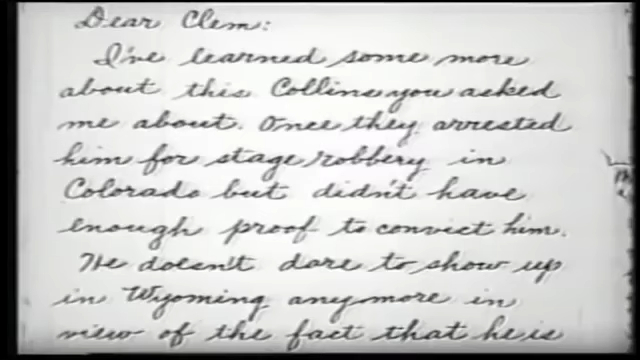 Dear Clem:
I've learned some more
about this Collins you asked
me about. Once they arrested
him for stage robbery in
Colorado but didn't have
enough proof to convict him.
He doesn't dare to show up
in Wyoming anymore in
view of the fact that he is